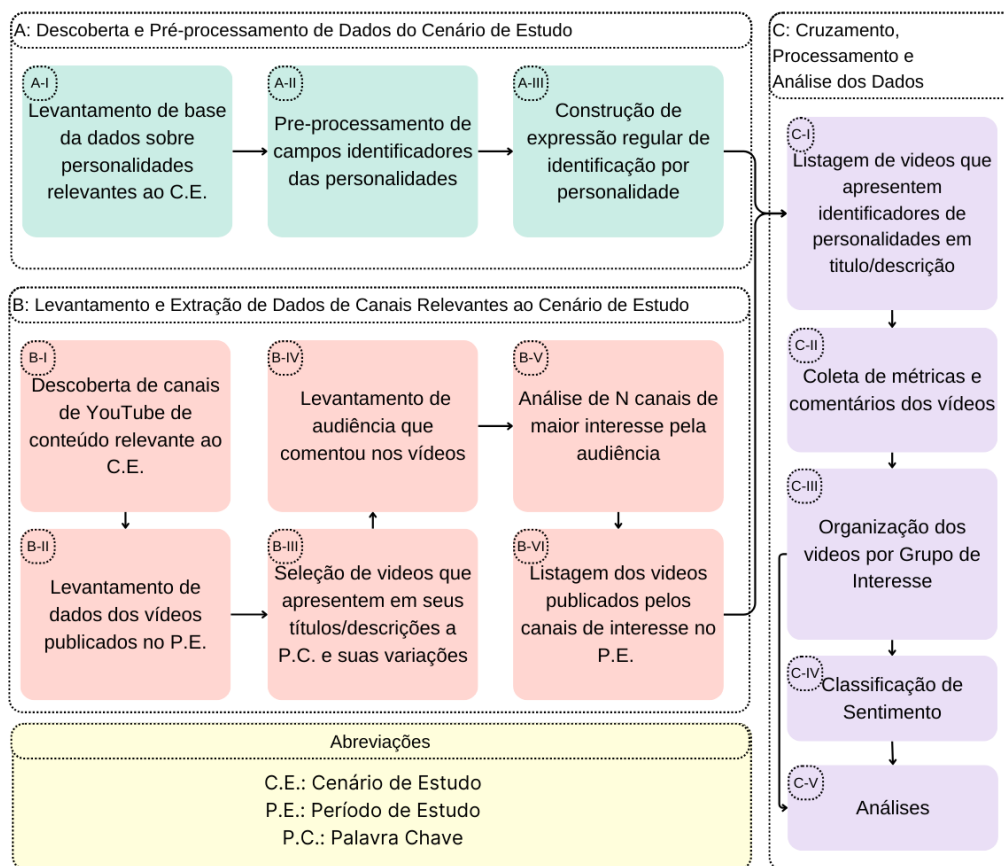 A: Descoberta e Pré-processamento de Dados do Cenário de Estudo
A-I
Levantamento de base
da dados sobre
personalidades
relevantes ao C.E.
A-II
Pre-processamento de
campos identificadores
das personalidades
A-III
Construção de
expressão regular de
identificação por
personalidade
B: Levantamento e Extração de Dados de Canais Relevantes ao Cenário de Estudo
B-I
Descoberta de canais
de YouTube de
conteúdo relevante ao
C.E.
B-II
Levantamento de
dados dos vídeos
publicados no P.E.
B-III
Seleção de videos que
apresentem em seus
títulos/descrições a
P.C. e suas variações
B-IV
Levantamento de
audiência que
comentou nos vídeos
B-V
Análise de N canais de
maior interesse pela
audiência
B-VI
Listagem dos videos
publicados pelos
canais de interesse no
P.E.
C: Cruzamento,
Processamento e
Análise dos Dados
C-I
Listagem de videos que
apresentem
identificadores de
personalidades em
titulo/descrição
C-II
Coleta de métricas e
comentários dos vídeos
C-III
Organização dos
videos por Grupo de
Interesse
C-IV
Classificação de
Sentimento
C-V
Análises
Abreviações
C.E.: Cenário de Estudo
P.E.: Período de Estudo
P.C.: Palavra Chave